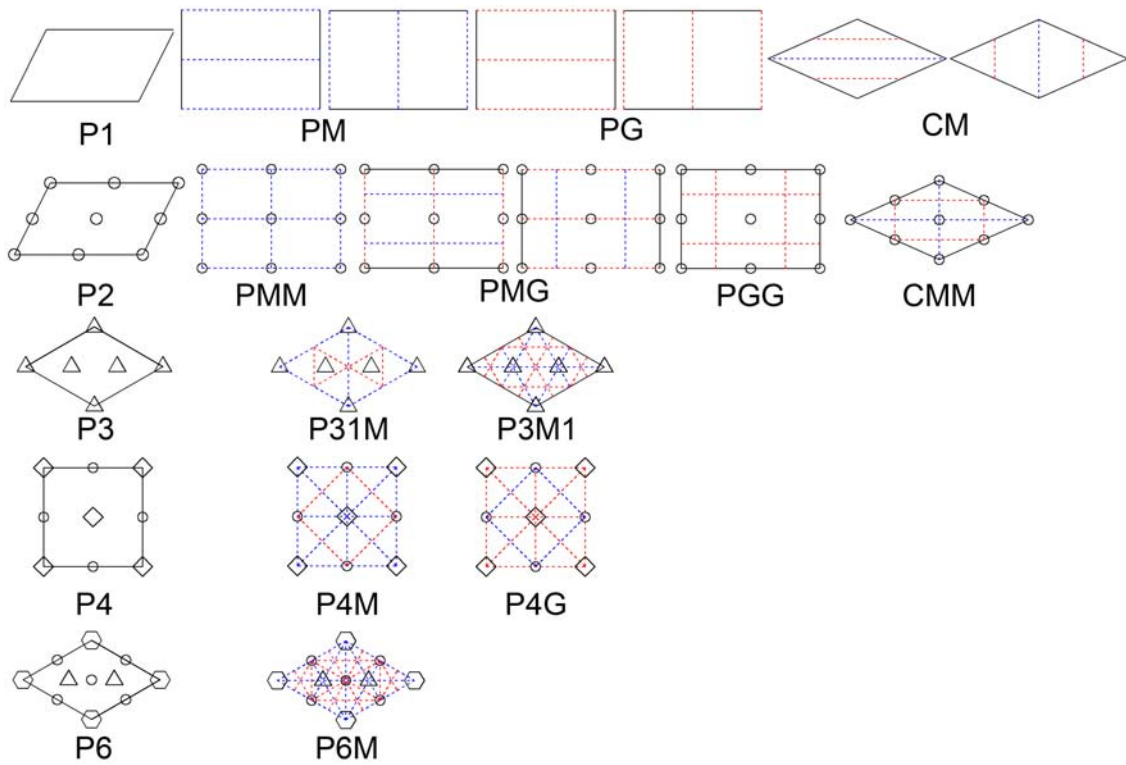 P1 PM PG CM
P2 PMM PMG PGG CMM
P3 P31M P3M1
P4 P4M P4G
P6 P6M